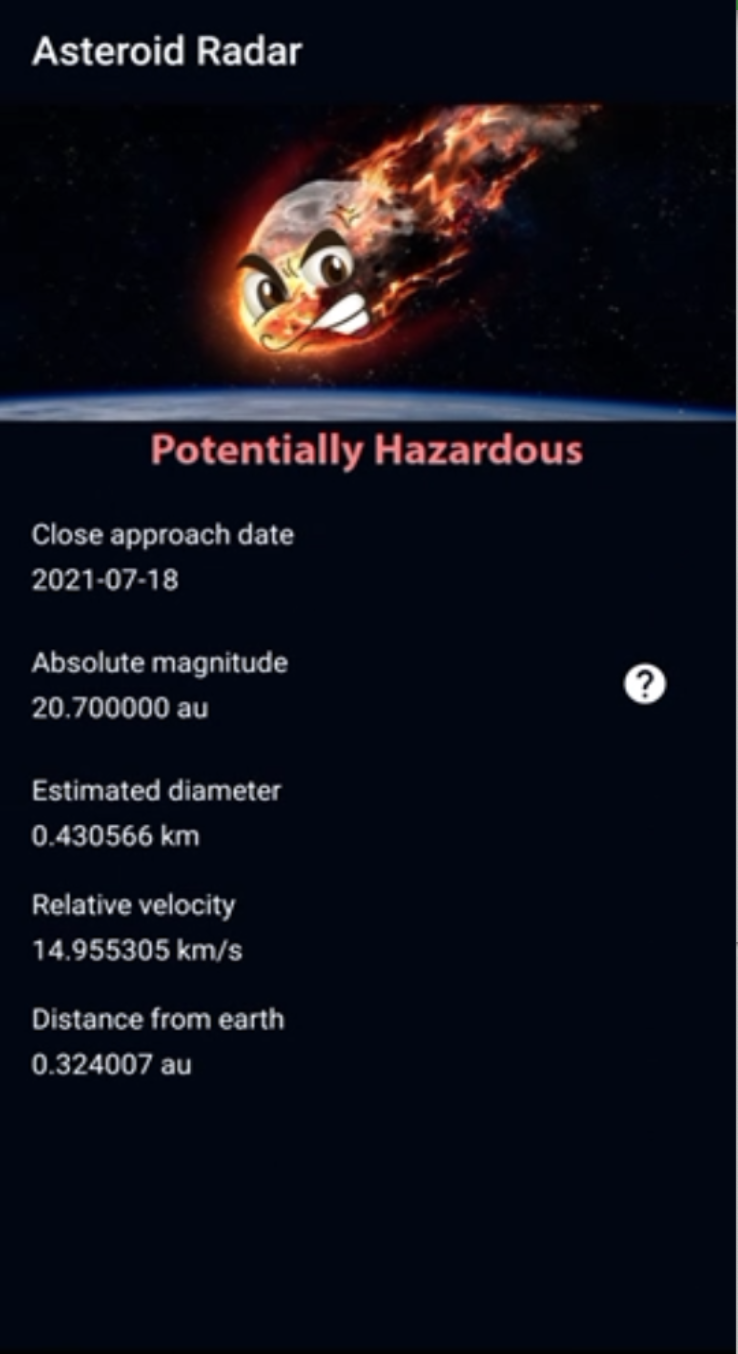 Asteroid Radar
Potentially Hazardous
Close approach date
2021-07-18
Absolute magnitude
20.700000 au
?
Estimated diameter
0.430566 km
Relative velocity
14.955305 km/s
Distance from earth
0.324007 au